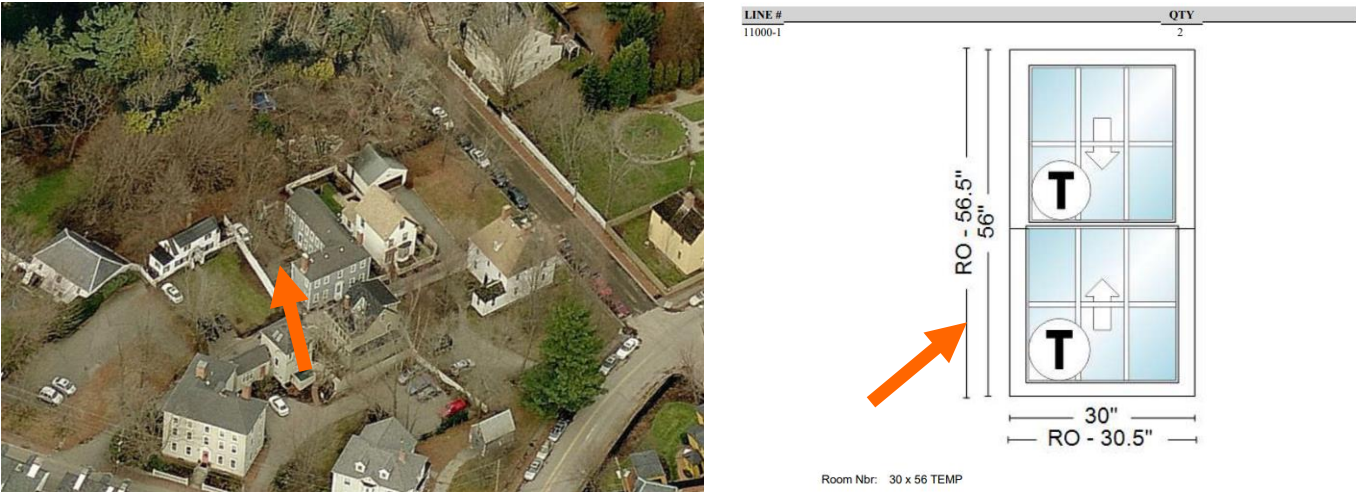 LINE # QTY
11000-1 2
RO - 56.5"
56"
T
T
30"
RO - 30.5"
Room Nbr: 30 x 56 TEMP